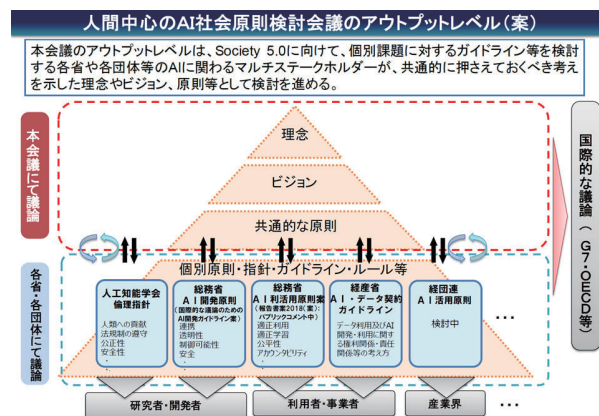 人間中心のAI社会原則検討会議のアウトプットレベル(案)
本会議のアウトプットレベルは、Society 5.0に向けて、個別課題に対するガイドライン等を検討
する各省や各団体等のAIに関わるマルチステークホルダーが、共通的に押さえておくべき考え
を示した理念やビジョン、原則等として検討を進める。
本会議にて議論
理念
ビジョン
共通的な原則
国際的な議論(G7・OECD等)
各省・各団体にて議論
個別原則・指針・ガイドライン・ルール等
人工知能学会
倫理指針
人類への貢献
法規制の遵守
公正性
安全性
・
・
総務省
AI開発原則
(国際的な議論のための
AI開発ガイドライン案)
連携
透明性
制御可能性
安全
・
・
総務省
AI利活用原則案
(報告書案2018(案):
パブリックコメント中)
適正利用
適正学習
公平性
アカウンタビリティ
・
・
経産省
AI・データ契約
ガイドライン
データ利用及びAI
開発・利用に関す
る権利関係・責任
関係等の考え方
経団連
AI活用原則
検討中
…
研究者・開発者
利用者・事業者
産業界
…